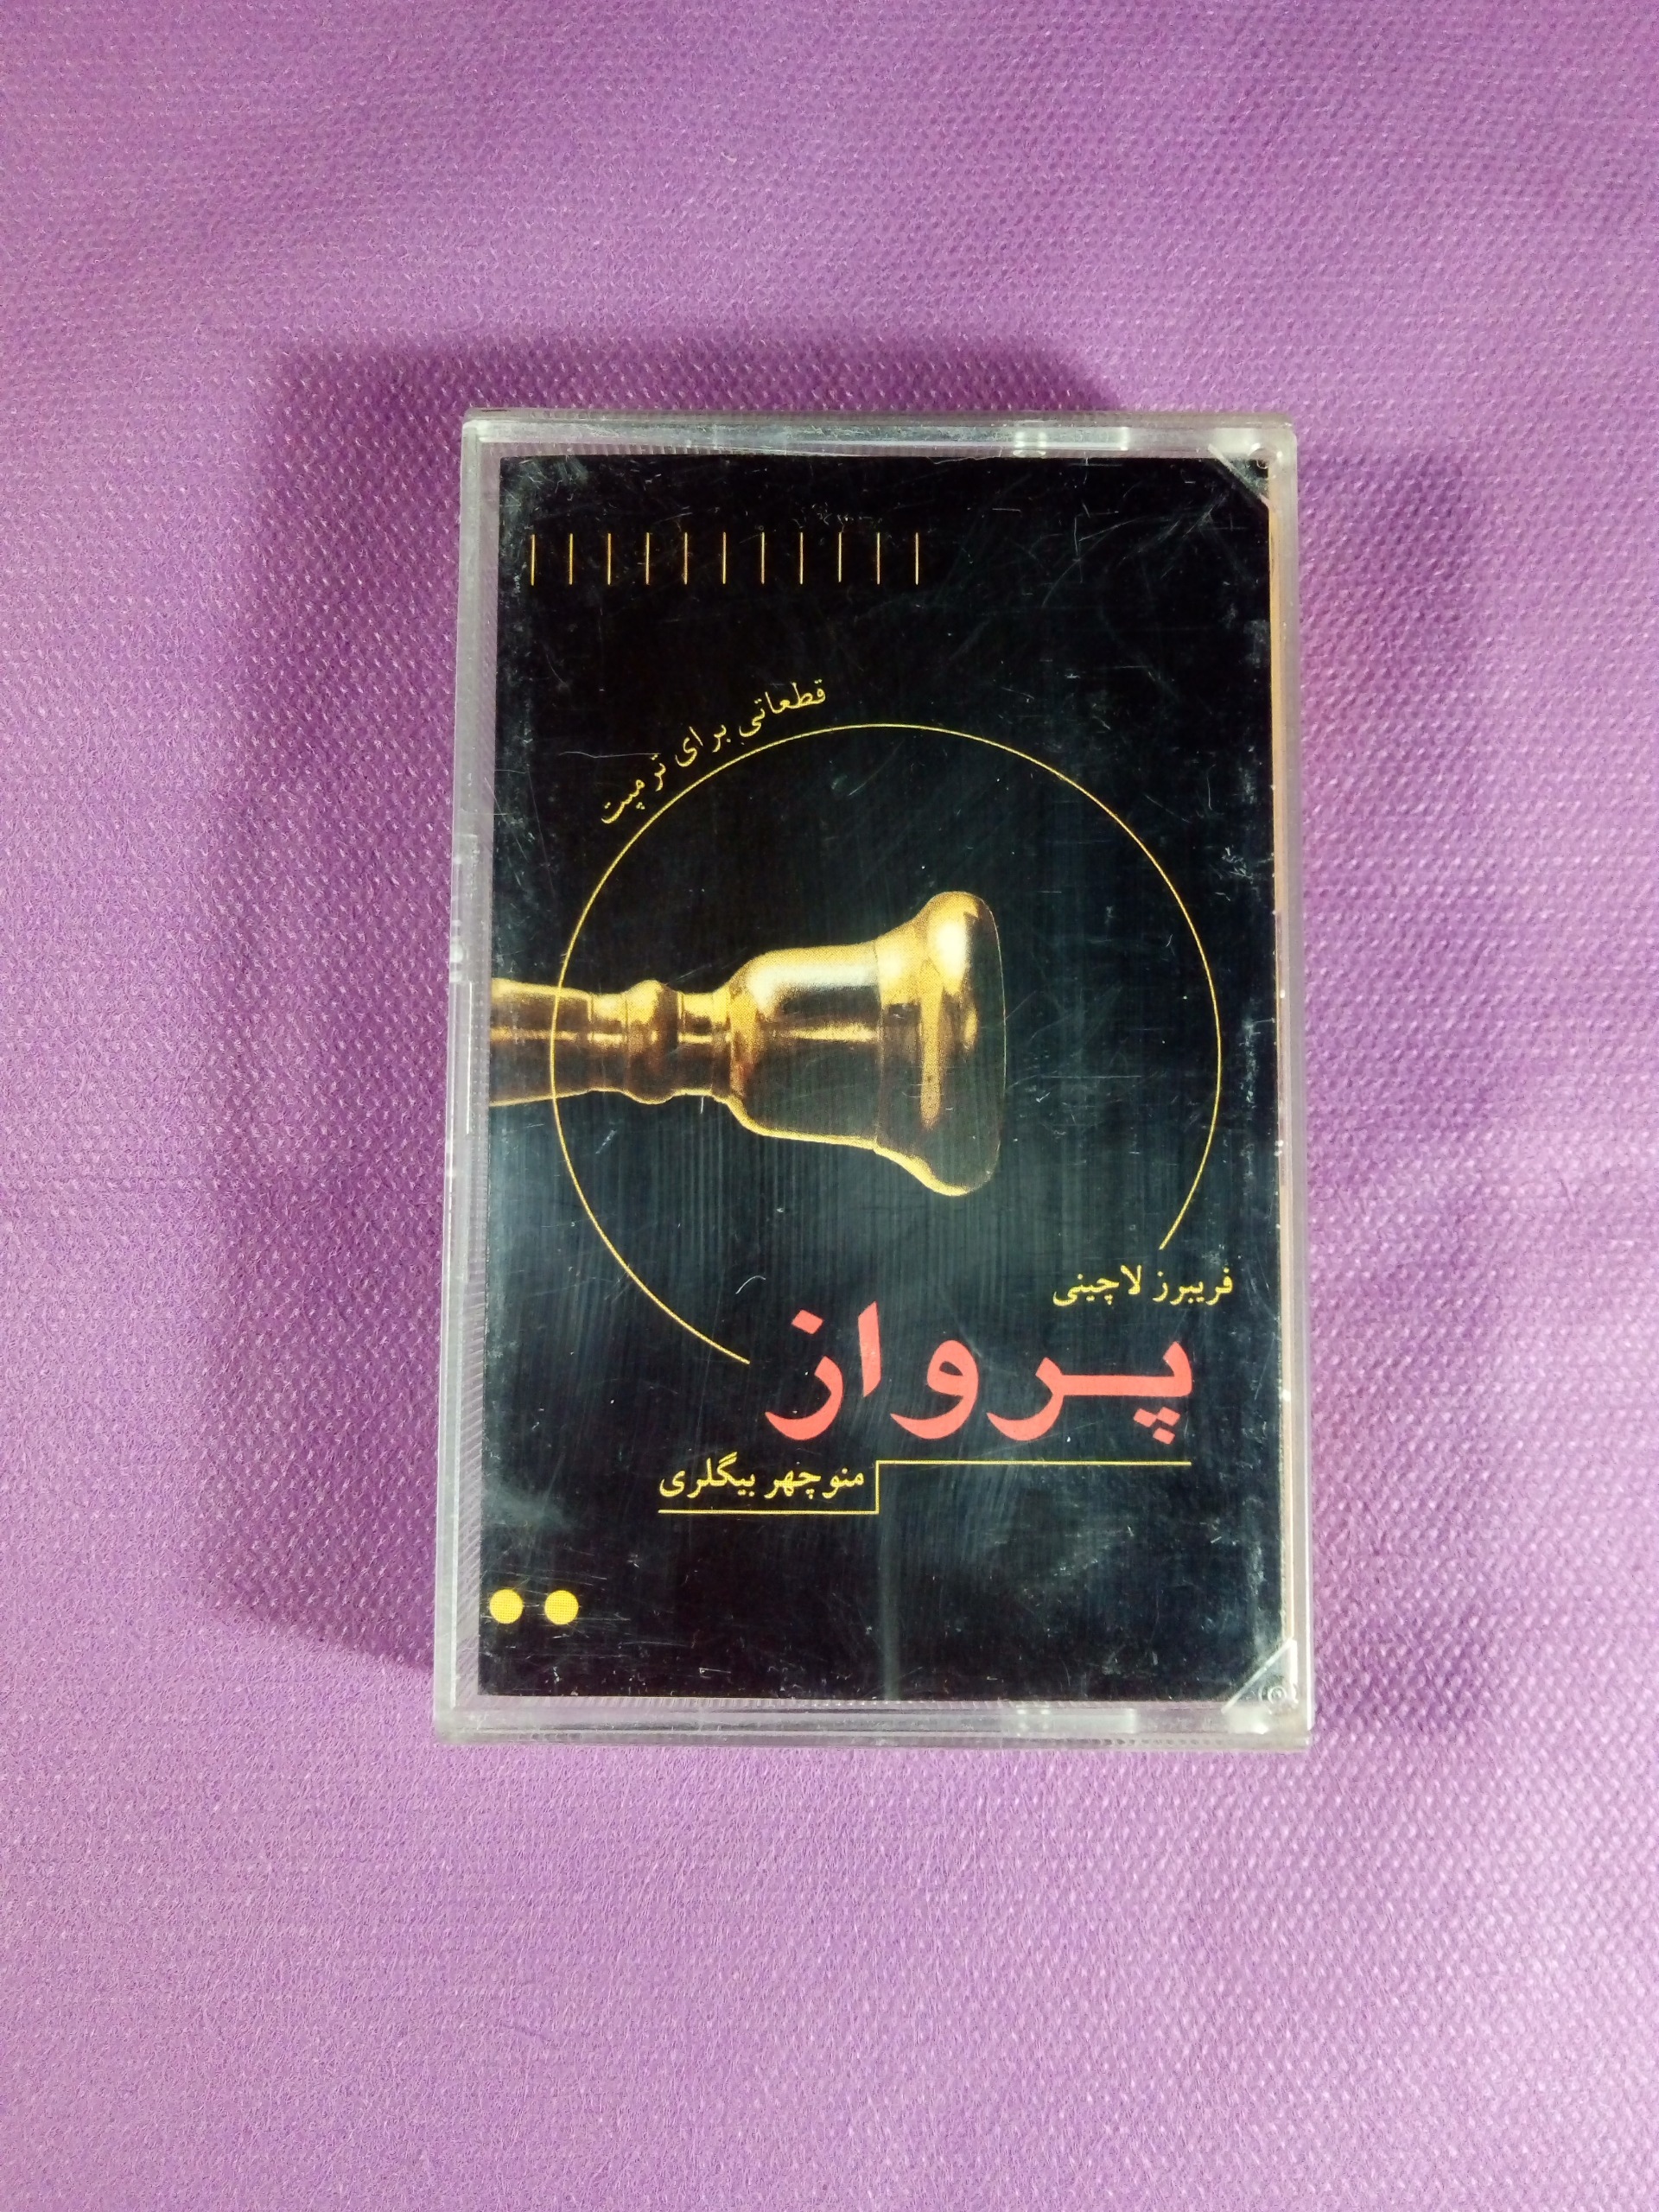 قطعاتی برای ترمپت
فریبرز لاچینی
پرواز
منوچهر بیگلری